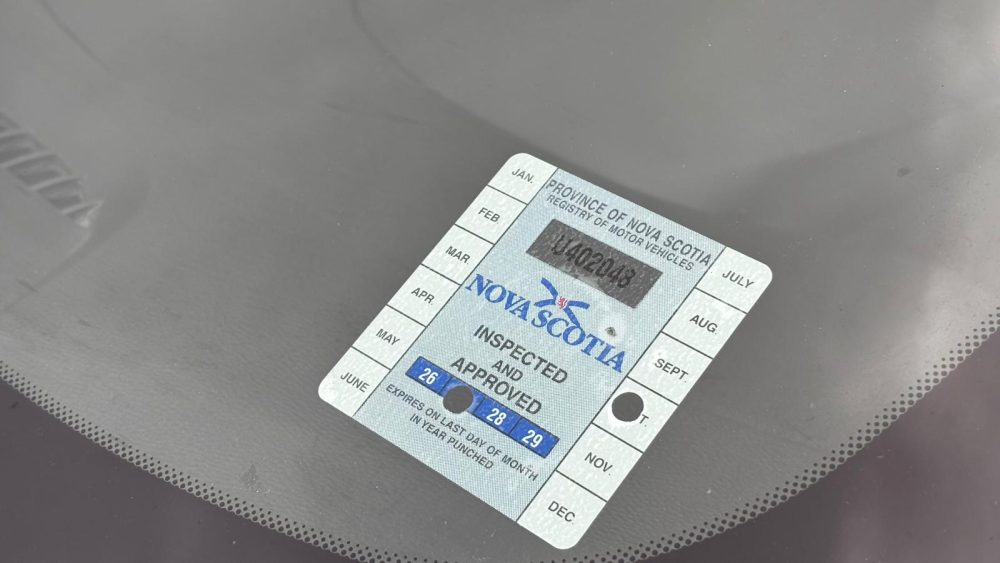 PROVINCE OF NOVA SCOTIA
REGISTRY OF MOTOR VEHICLES
U402048
NOVA SCOTIA
INSPECTED
AND
APPROVED
26 28 29
EXPIRES ON LAST DAY OF MONTH
IN YEAR PUNCHED
JAN.
FEB
MAR
APR.
MAY
JUNE
JULY
AUG.
SEPT.
T.
NOV.
DEC